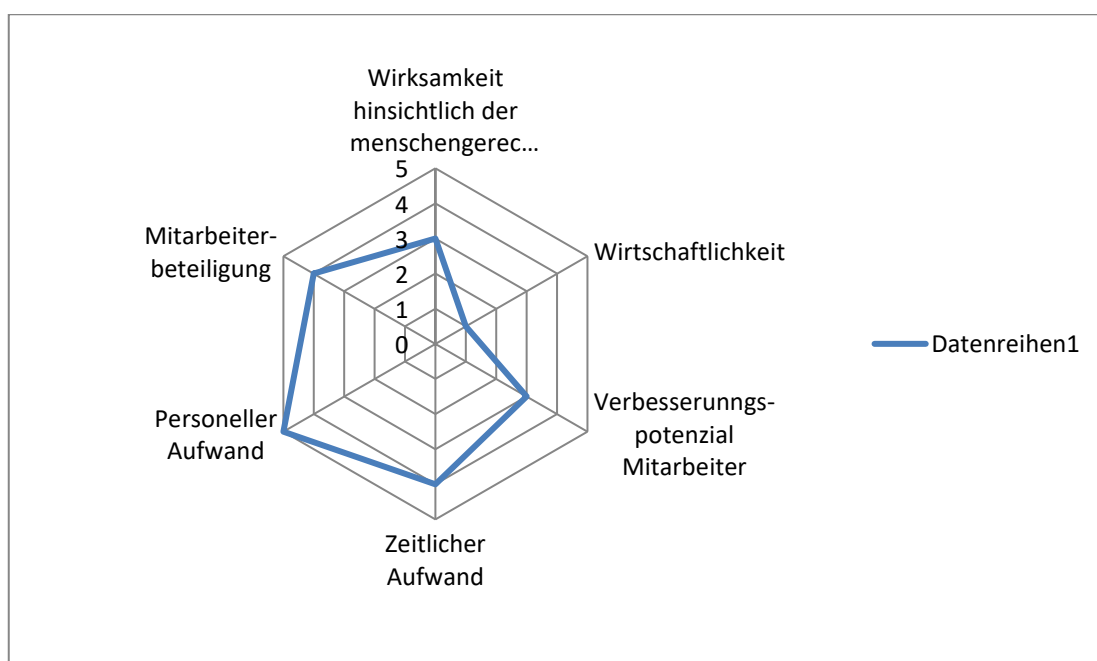 Wirksamkeit
hinsichtlich der
menschengerec...
5
4
3
2
1
0
Wirtschaftlichkeit
Verbesserunngs-
potenzial
Mitarbeiter
Zeitlicher
Aufwand
Personeller
Aufwand
Mitarbeiter-
beteiligung
Datenreihen1